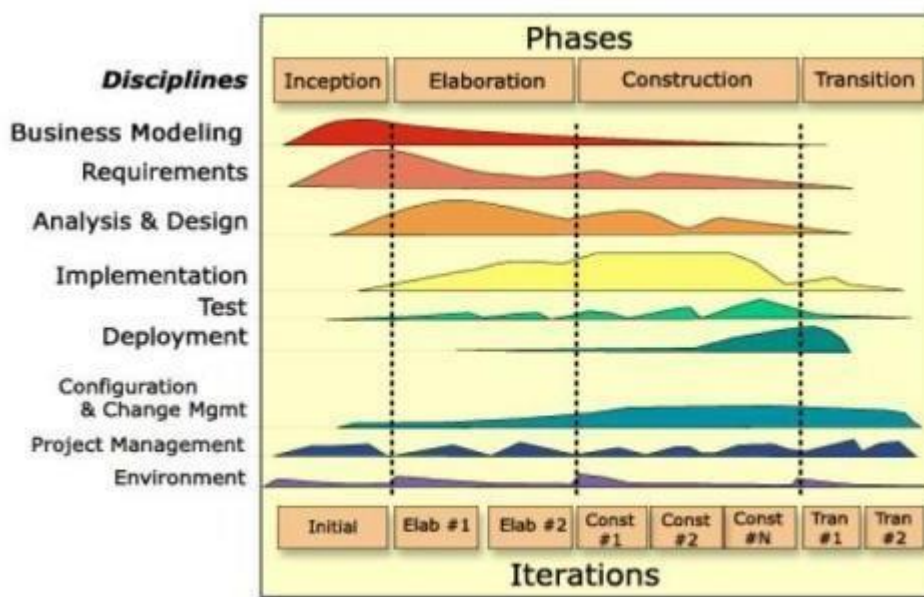 Phases
Disciplines
Inception
Elaboration
Construction
Transition
Business Modeling
Requirements
Analysis & Design
Implementation
Test
Deployment
Configuration
& Change Mgmt
Project Management
Environment
Initial
Elab #1
Elab #2
Const
#1
Const
#2
Const
#N
Tran
#1
Tran
#2
Iterations